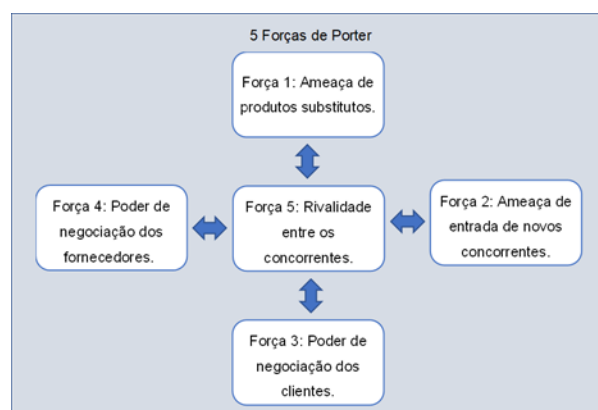 5 Forças de Porter
Força 1: Ameaça de
produtos substitutos.
Força 4: Poder de
negociação dos
fornecedores.
Força 5: Rivalidade
entre os
concorrentes.
Força 2: Ameaça de
entrada de novos
concorrentes.
Força 3: Poder de
negociação dos
clientes.